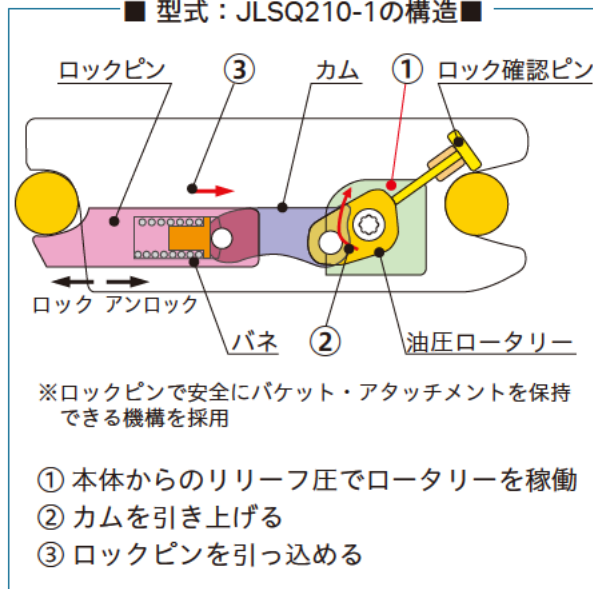 ■ 型式：JLSQ210-1の構造■
ロックピン
③
カム
①
ロック確認ピン
ロック
アンロック
バネ
②
油圧ロータリー
※ロックピンで安全にバケット・アタッチメントを保持
できる機構を採用
① 本体からのリリーフ圧でロータリーを稼働
② カムを引き上げる
③ ロックピンを引っ込める